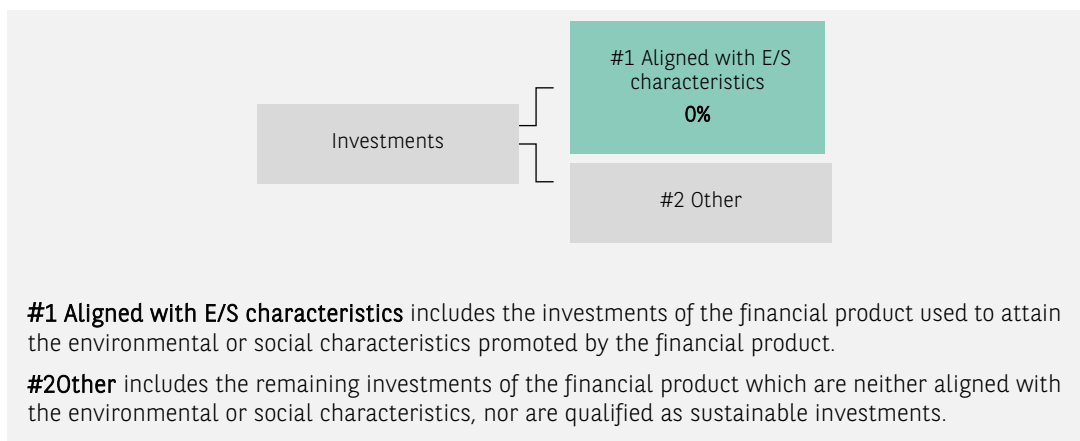 #1 Aligned with E/S
characteristics
0%
Investments
#2 Other
#1 Aligned with E/S characteristics includes the investments of the financial product used to attain
the environmental or social characteristics promoted by the financial product.
#2Other includes the remaining investments of the financial product which are neither aligned with
the environmental or social characteristics, nor are qualified as sustainable investments.